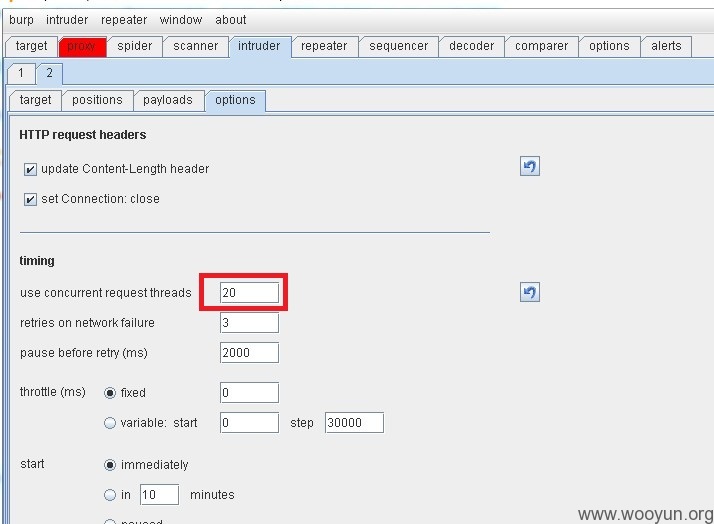 burp intruder repeater window about
target proxy spider scanner intruder repeater sequencer decoder comparer options alerts
1 2
target positions payloads options
HTTP request headers
update Content-Length header
set Connection: close
timing
use concurrent request threads 20
retries on network failure 3
pause before retry (ms) 2000
throttle (ms) fixed 0
variable: start 0 step 30000
start immediately
in 10 minutes
paused
www.wooyun.org